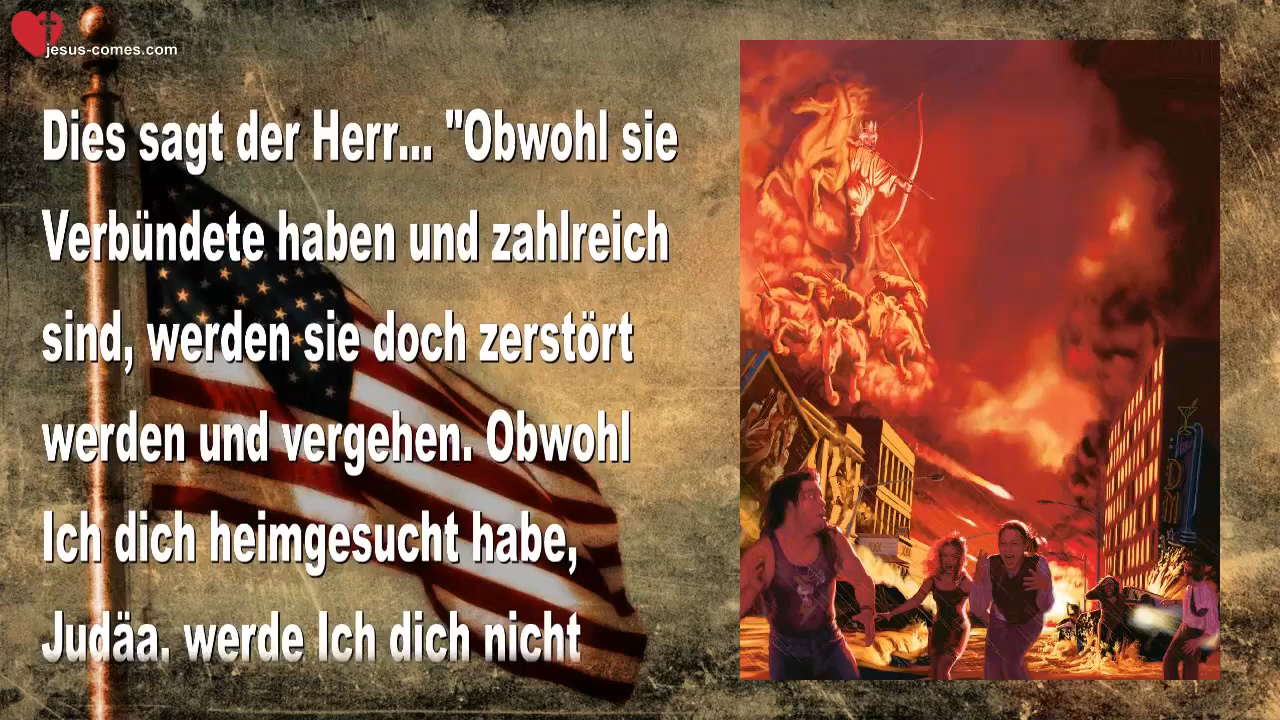 jesus-comes.com
Dies sagt der Herr... "Obwohl sie
Verbündete haben und zahlreich
sind, werden sie doch zerstört
werden und vergehen. Obwohl
Ich dich heimgesucht habe,
Judäa. werde Ich dich nicht